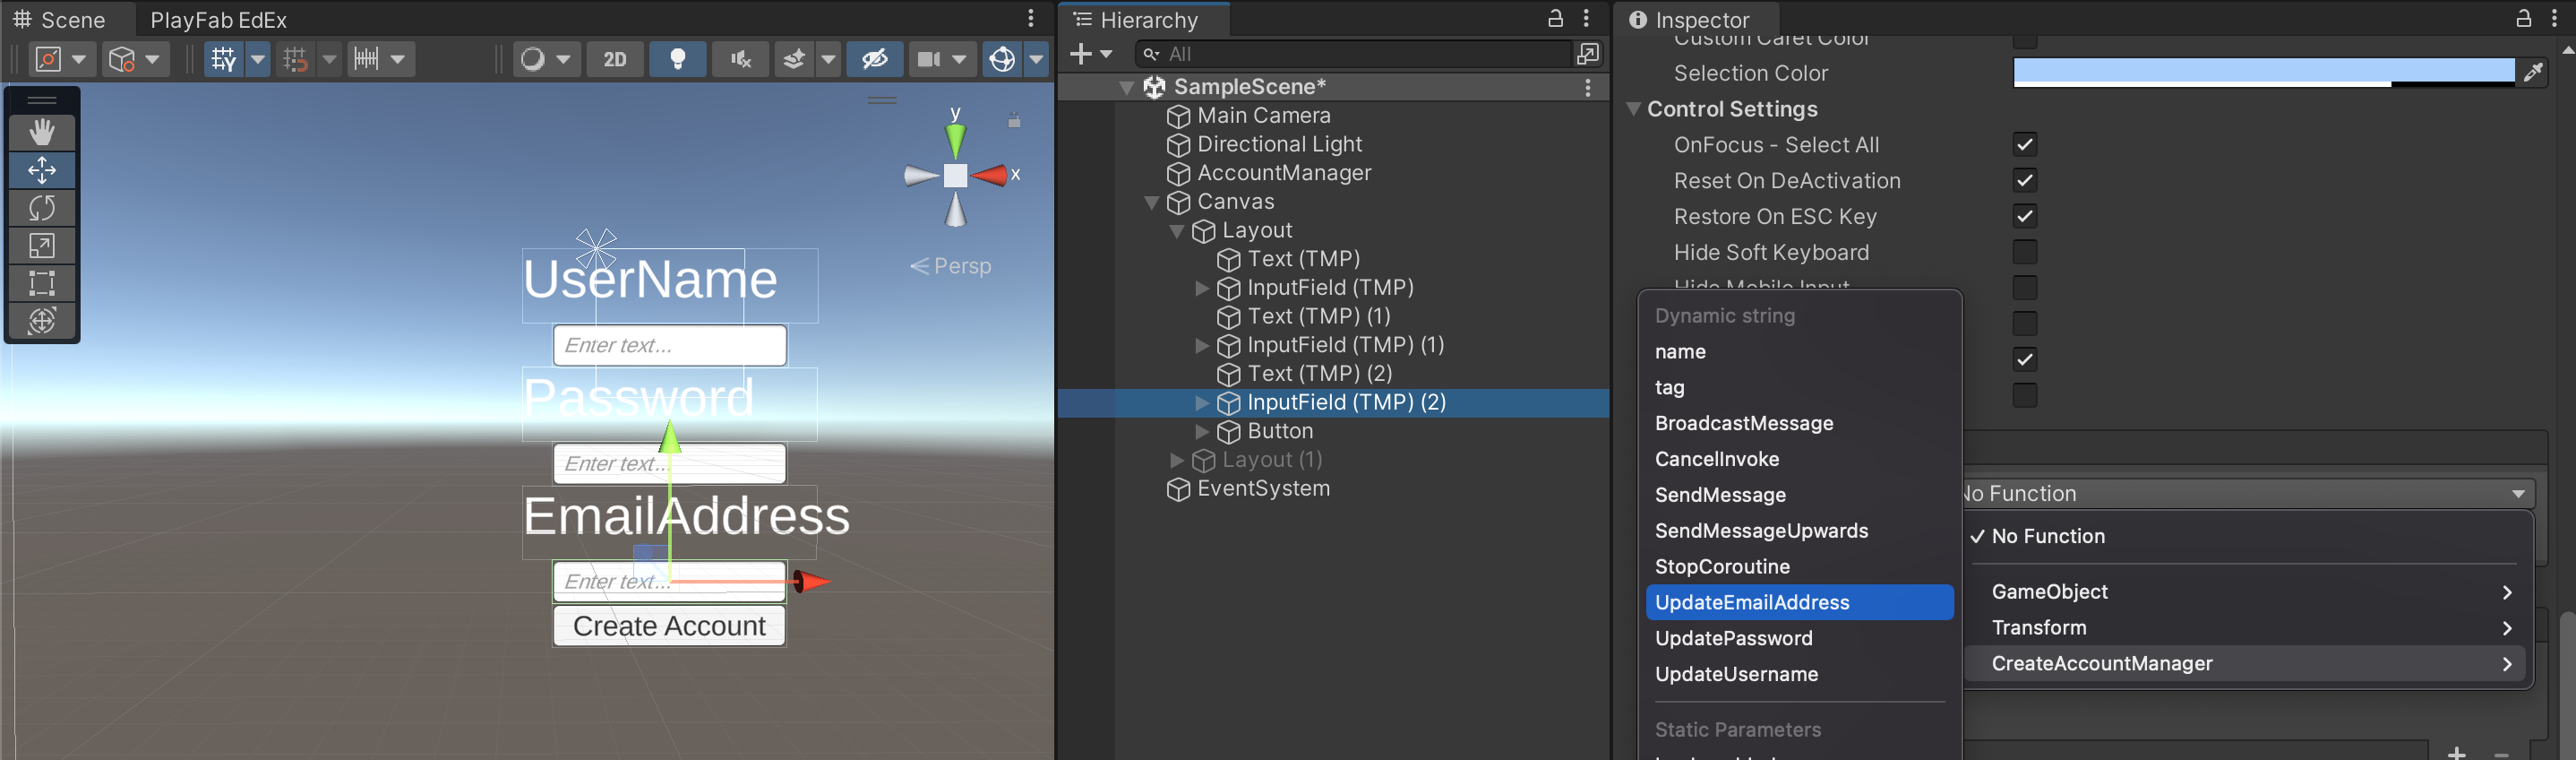 Scene
PlayFab EdEx
2D
y
x
Persp
UserName
Enter text...
Password
Enter text...
EmailAddress
Enter text...
Create Account
Hierarchy
All
SampleScene*
Main Camera
Directional Light
AccountManager
Canvas
Layout
Text (TMP)
InputField (TMP)
Text (TMP) (1)
InputField (TMP) (1)
Text (TMP) (2)
InputField (TMP) (2)
Button
Layout (1)
EventSystem
Inspector
Custom Caret Color
Selection Color
Control Settings
OnFocus - Select All
Reset On DeActivation
Restore On ESC Key
Hide Soft Keyboard
Hide Mobile Input
Dynamic string
name
tag
BroadcastMessage
CancelInvoke
SendMessage
SendMessageUpwards
StopCoroutine
UpdateEmailAddress
UpdatePassword
UpdateUsername
Static Parameters
No Function
No Function
GameObject
Transform
CreateAccountManager